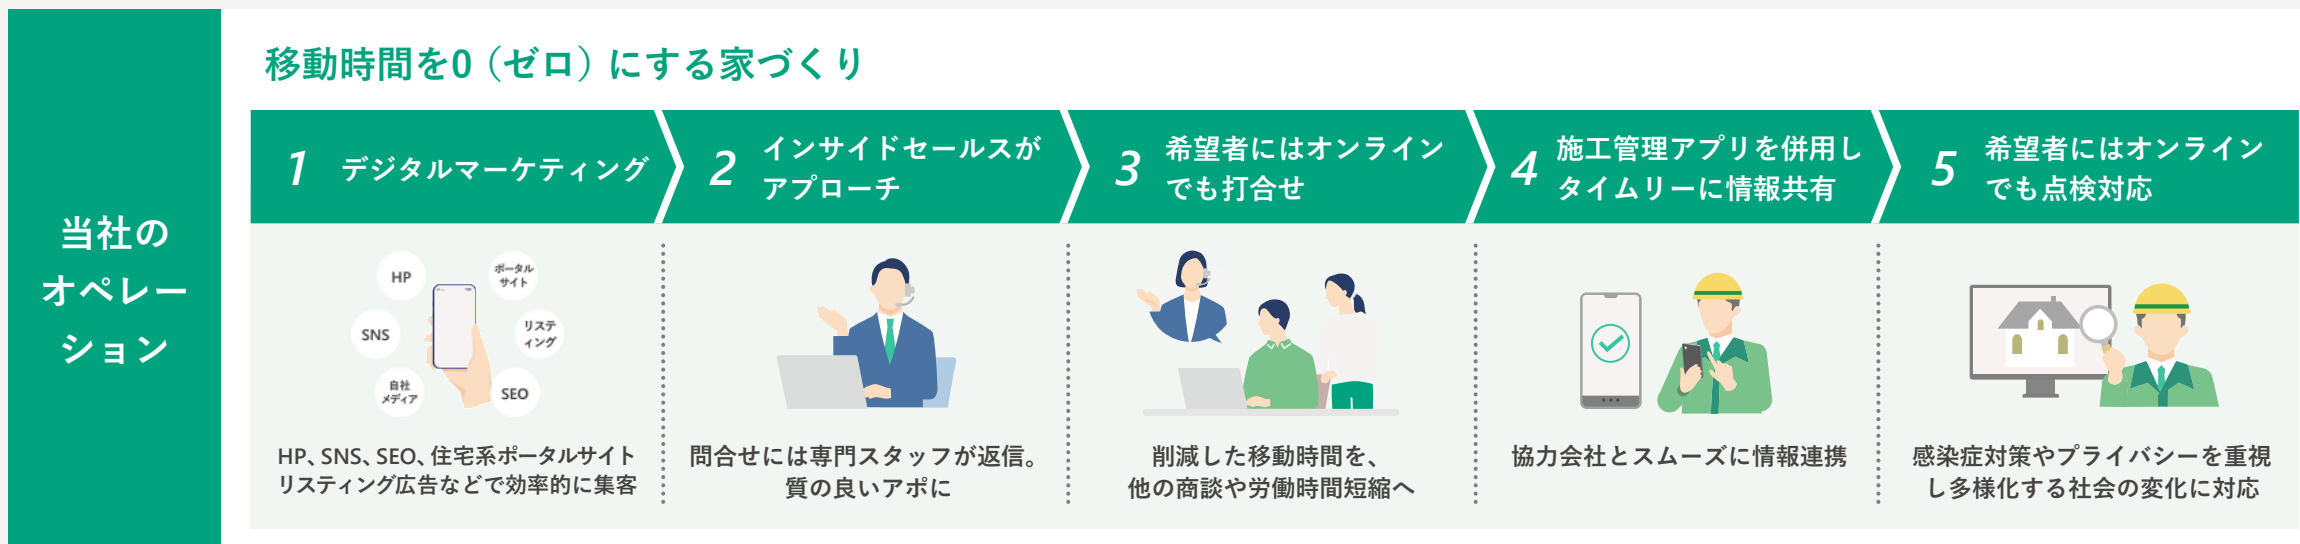 当社の
オペレー
ション
移動時間を0（ゼロ）にする家づくり
1 デジタルマーケティング
2 インサイドセールスが
アプローチ
3 希望者にはオンライン
でも打合せ
4 施工管理アプリを併用し
タイムリーに情報共有
5 希望者にはオンライン
でも点検対応
HP
ポータル
サイト
SNS
リステ
ィング
自社
メディア
SEO
HP、SNS、SEO、住宅系ポータルサイト
リスティング広告などで効率的に集客
問合せには専門スタッフが返信。
質の良いアポに
削減した移動時間を、
他の商談や労働時間短縮へ
協力会社とスムーズに情報連携
感染症対策やプライバシーを重視
し多様化する社会の変化に対応